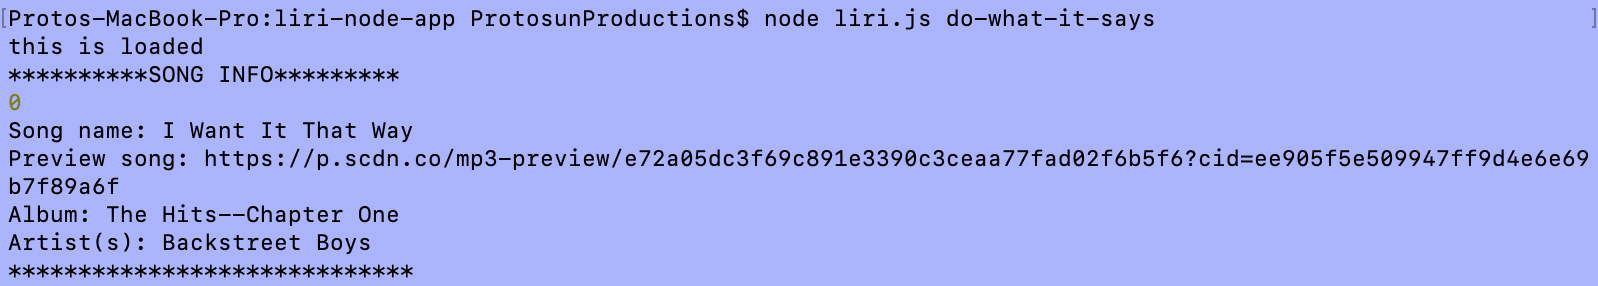 [Protos-MacBook-Pro:liri-node-app ProtosunProductions$ node liri.js do-what-it-says ]
this is loaded
**********SONG INFO*********
0
Song name: I Want It That Way
Preview song: https://p.scdn.co/mp3-preview/e72a05dc3f69c891e3390c3ceaa77fad02f6b5f6?cid=ee905f5e509947ff9d4e6e69
b7f89a6f
Album: The Hits--Chapter One
Artist(s): Backstreet Boys
*****************************